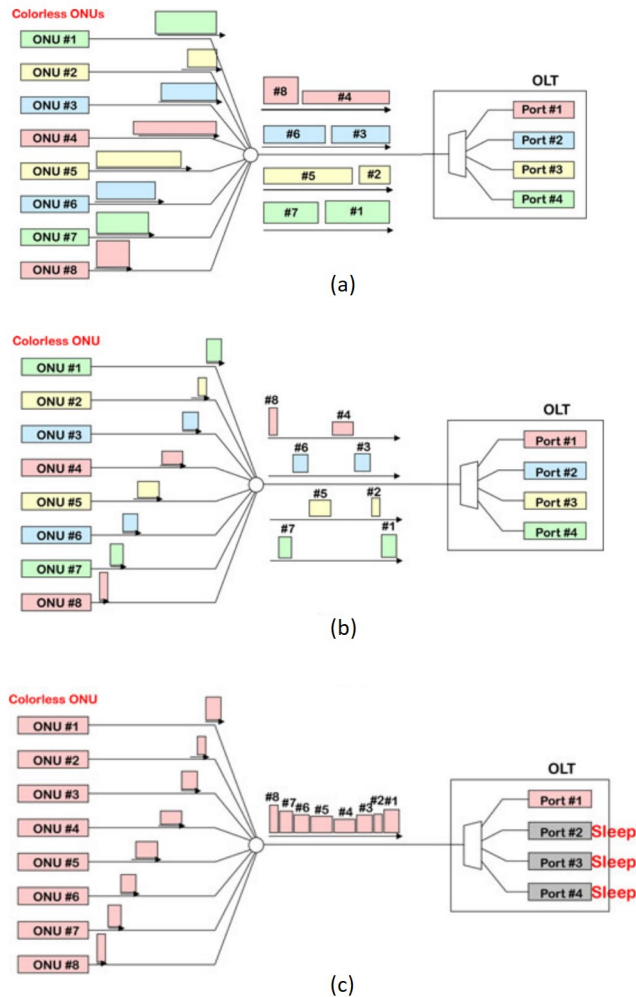 Colorless ONUs
ONU #1
ONU #2
ONU #3
ONU #4
ONU #5
ONU #6
ONU #7
ONU #8
#8 #4
#6 #3
#5 #2
#7 #1
OLT
Port #1
Port #2
Port #3
Port #4
(a)
Colorless ONU
ONU #1
ONU #2
ONU #3
ONU #4
ONU #5
ONU #6
ONU #7
ONU #8
#8 #4
#6 #3
#5 #2
#7 #1
OLT
Port #1
Port #2
Port #3
Port #4
(b)
Colorless ONU
ONU #1
ONU #2
ONU #3
ONU #4
ONU #5
ONU #6
ONU #7
ONU #8
#8 #7 #6 #5 #4 #3 #2 #1
OLT
Port #1
Port #2 Sleep
Port #3 Sleep
Port #4 Sleep
(c)